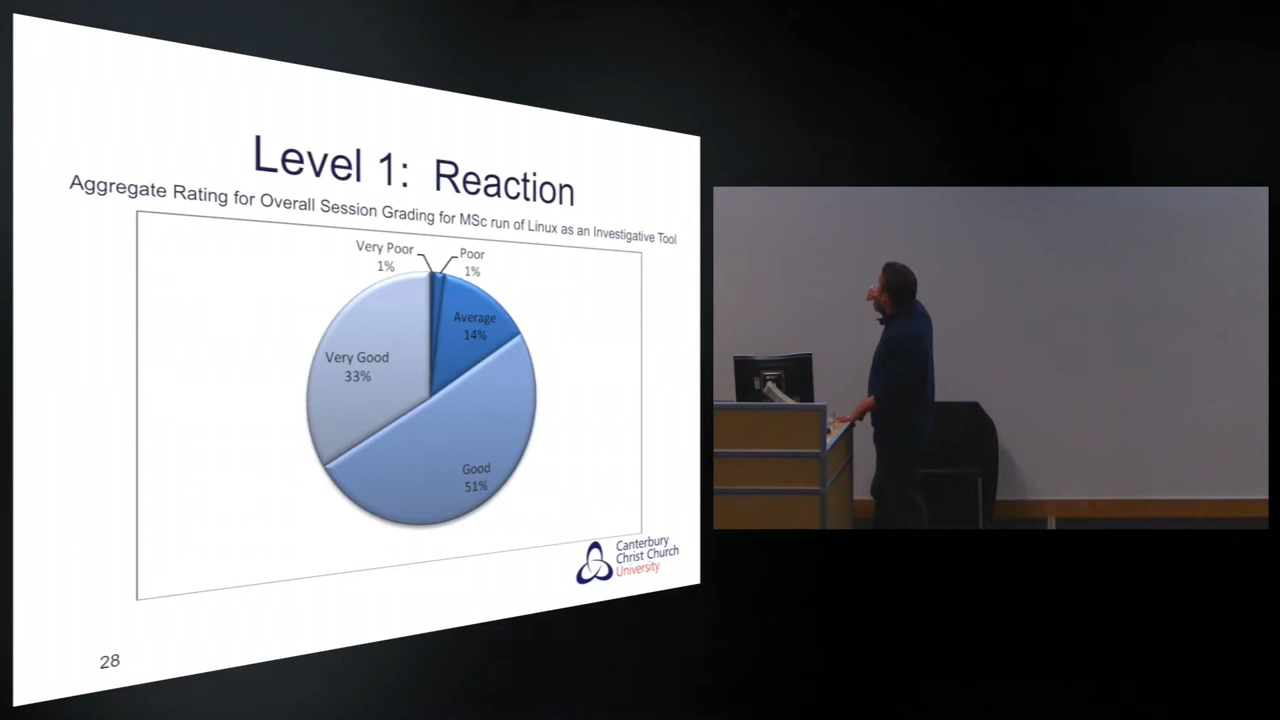 Level 1: Reaction
Aggregate Rating for Overall Session Grading for MSc run of Linux as an Investigative Tool
Very Poor
1%
Poor
1%
Average
14%
Very Good
33%
Good
51%
Canterbury
Christ Church
University
28